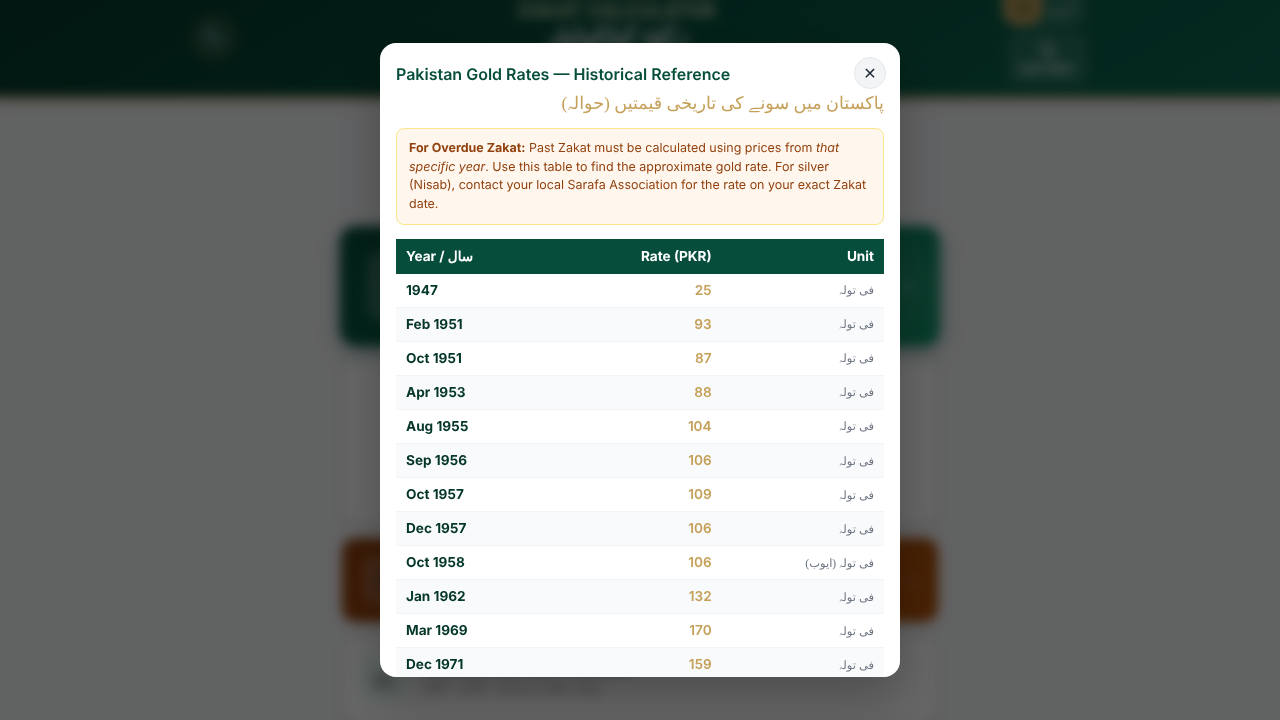 Pakistan Gold Rates — Historical Reference
پاکستان میں سونے کی تاریخی قیمتیں (حوالہ)
For Overdue Zakat: Past Zakat must be calculated using prices from that
specific year. Use this table to find the approximate gold rate. For silver
(Nisab), contact your local Sarafa Association for the rate on your exact Zakat
date.
Year / سال Rate (PKR) Unit
1947 25 فی تولہ
Feb 1951 93 فی تولہ
Oct 1951 87 فی تولہ
Apr 1953 88 فی تولہ
Aug 1955 104 فی تولہ
Sep 1956 106 فی تولہ
Oct 1957 109 فی تولہ
Dec 1957 106 فی تولہ
Oct 1958 106 فی تولہ (ایوب)
Jan 1962 132 فی تولہ
Mar 1969 170 فی تولہ
Dec 1971 159 فی تولہ